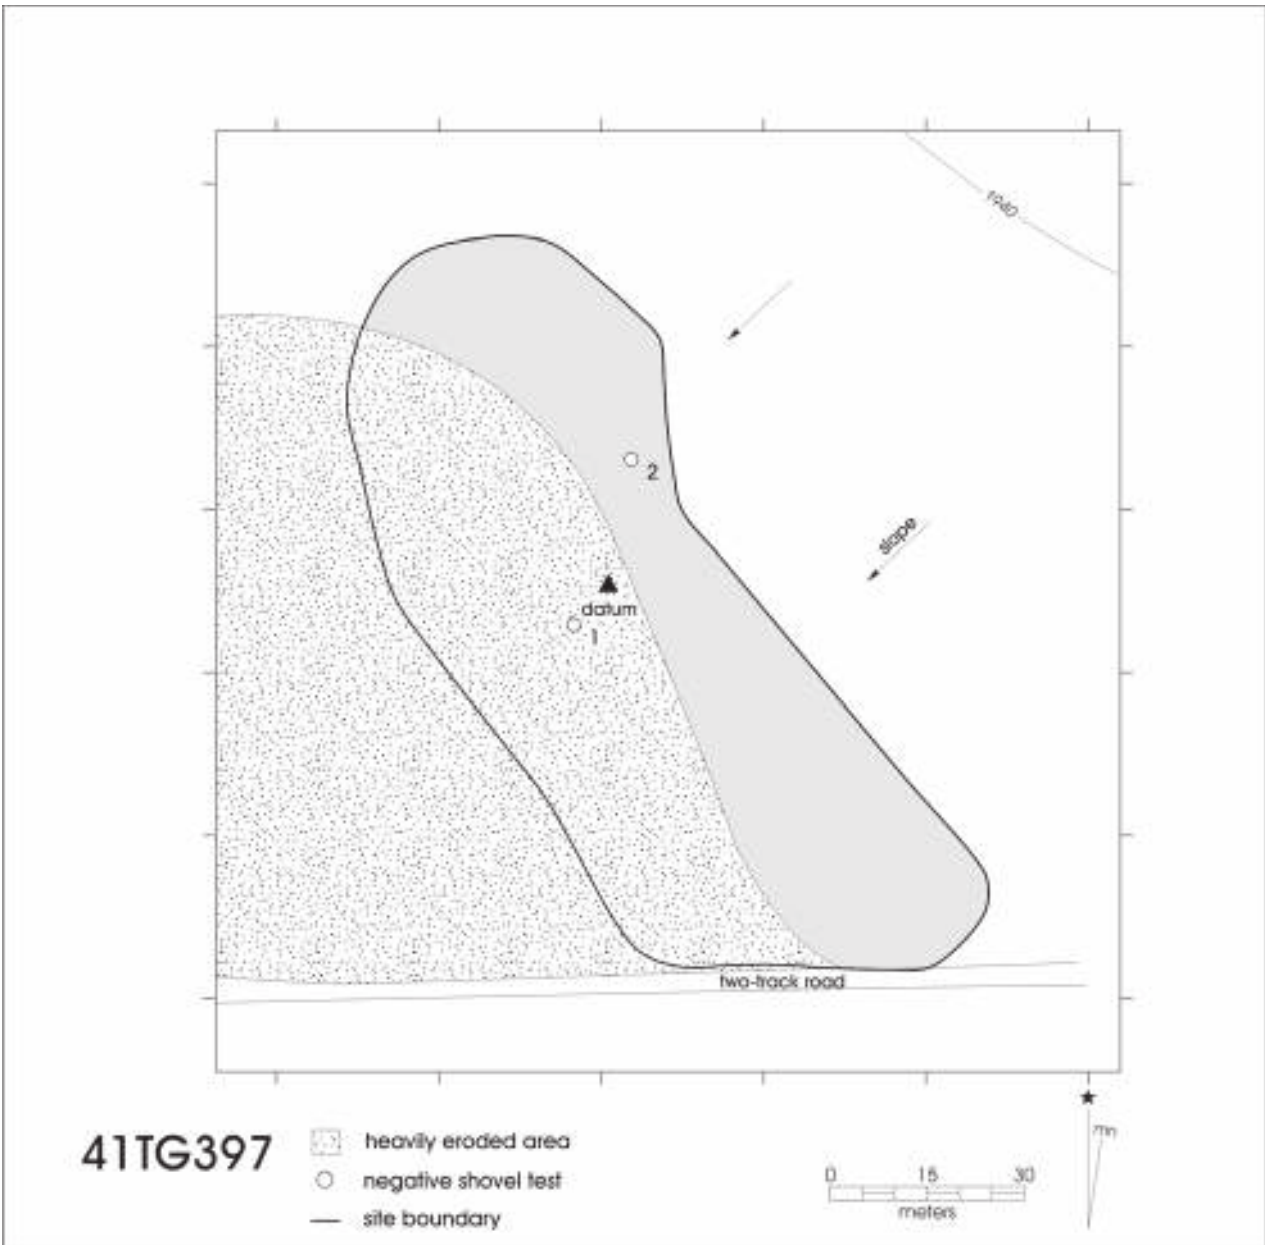 1940
2
slope
datum
1
two-track road
41TG397
heavily eroded area
negative shovel test
site boundary
mn
0 15 30
meters